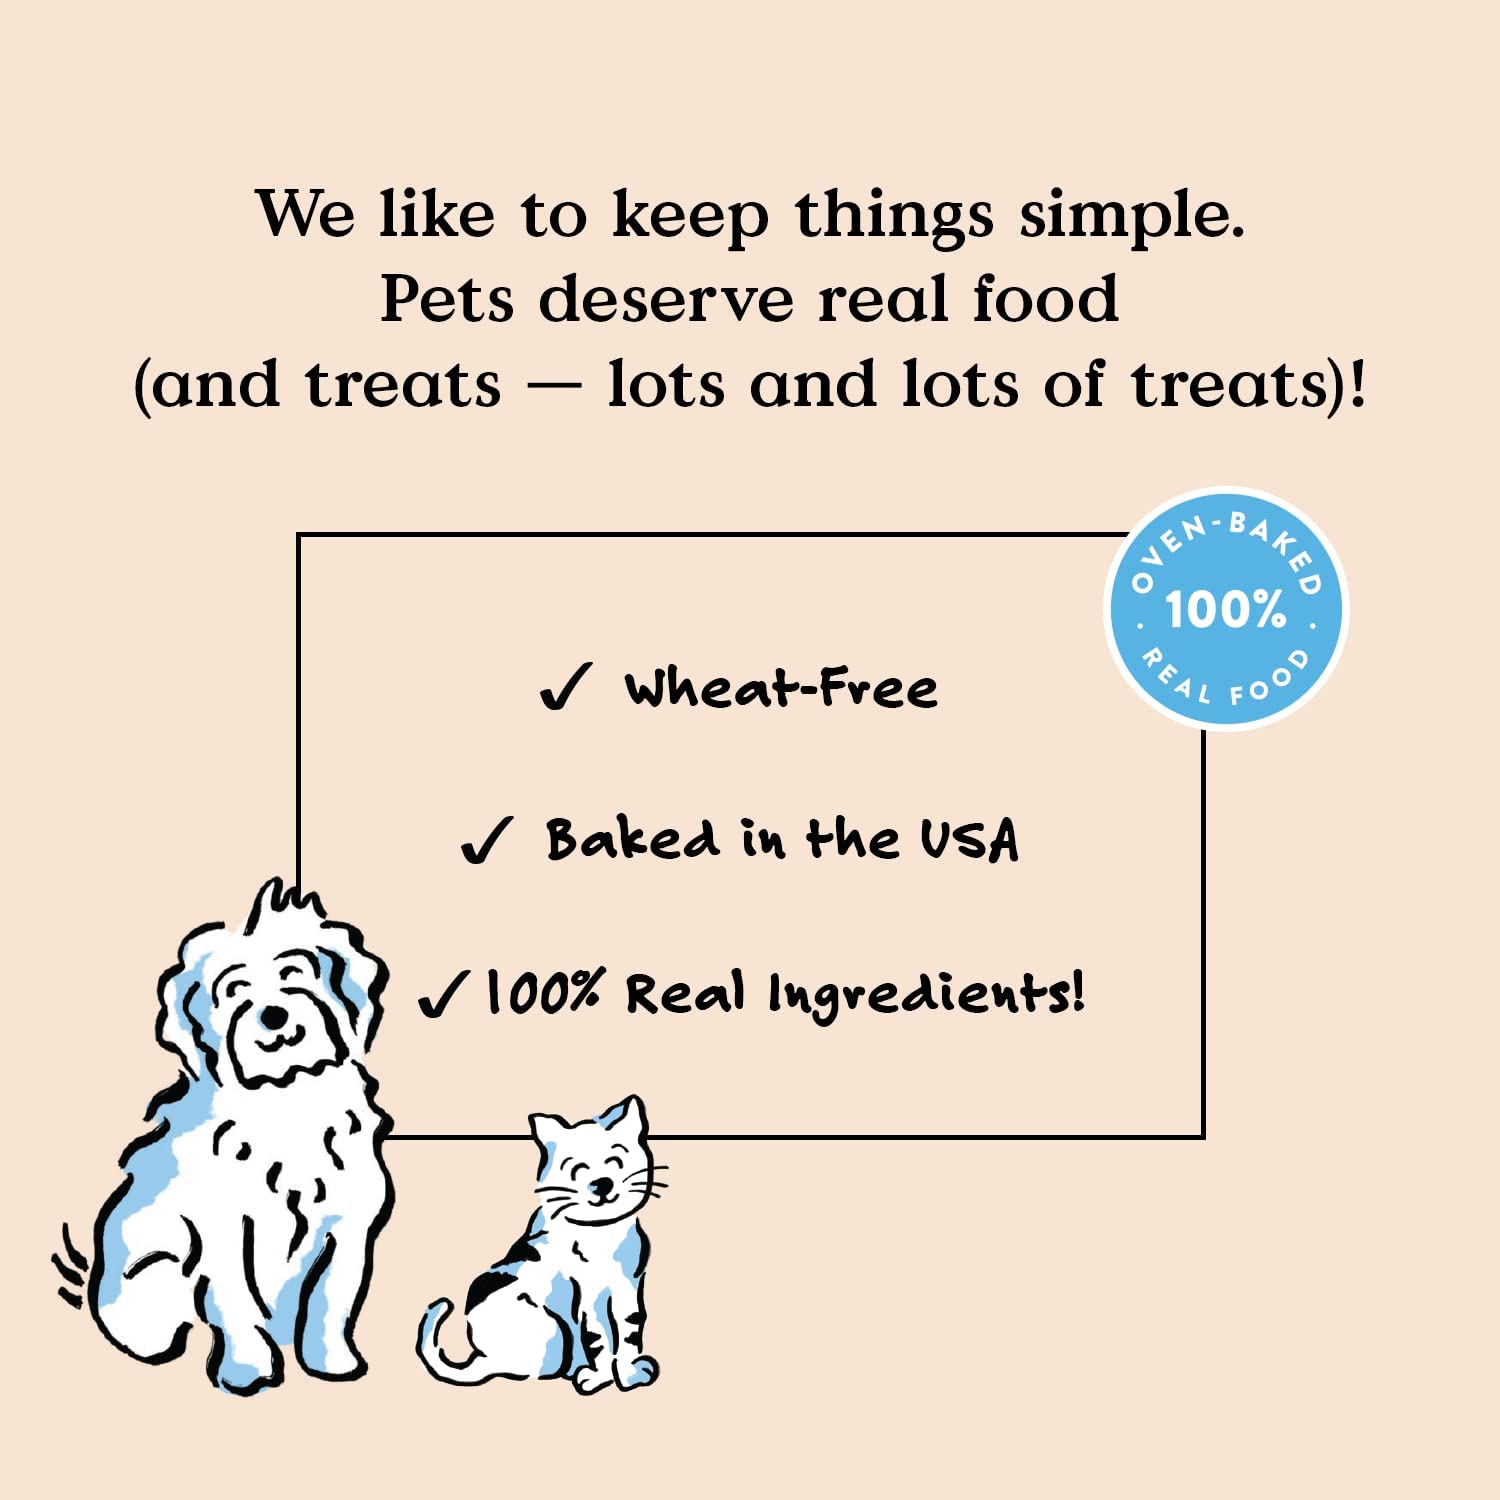 We like to keep things simple.
Pets deserve real food
(and treats — lots and lots of treats)!
OVEN-BAKED
100%
· REAL FOOD ·
✓ Wheat-Free
✓ Baked in the USA
✓ 100% Real Ingredients!